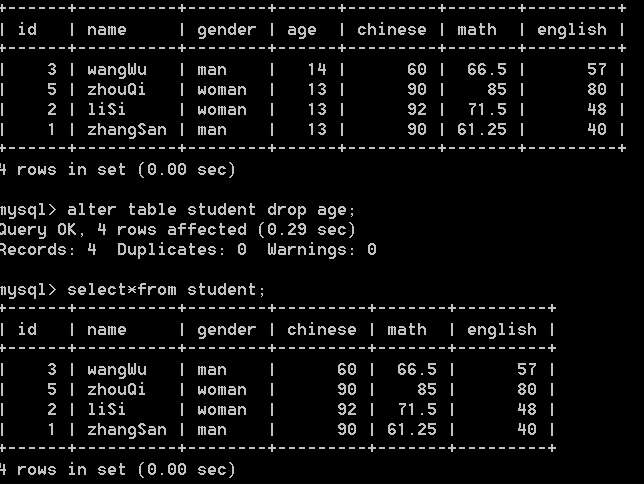 +------+----------+--------+------+---------+-------+---------+
| id   | name     | gender | age  | chinese | math  | english |
+------+----------+--------+------+---------+-------+---------+
|    3 | wangWu   | man    |   14 |      60 |  66.5 |      57 |
|    5 | zhouQi   | woman  |   13 |      90 |    85 |      80 |
|    2 | liSi     | woman  |   13 |      92 |  71.5 |      48 |
|    1 | zhangSan | man    |   13 |      90 | 61.25 |      40 |
+------+----------+--------+------+---------+-------+---------+
4 rows in set (0.00 sec)
mysql> alter table student drop age;
Query OK, 4 rows affected (0.29 sec)
Records: 4  Duplicates: 0  Warnings: 0
mysql> select*from student;
+------+----------+--------+---------+-------+---------+
| id   | name     | gender | chinese | math  | english |
+------+----------+--------+---------+-------+---------+
|    3 | wangWu   | man    |      60 |  66.5 |      57 |
|    5 | zhouQi   | woman  |      90 |    85 |      80 |
|    2 | liSi     | woman  |      92 |  71.5 |      48 |
|    1 | zhangSan | man    |      90 | 61.25 |      40 |
+------+----------+--------+---------+-------+---------+
4 rows in set (0.00 sec)